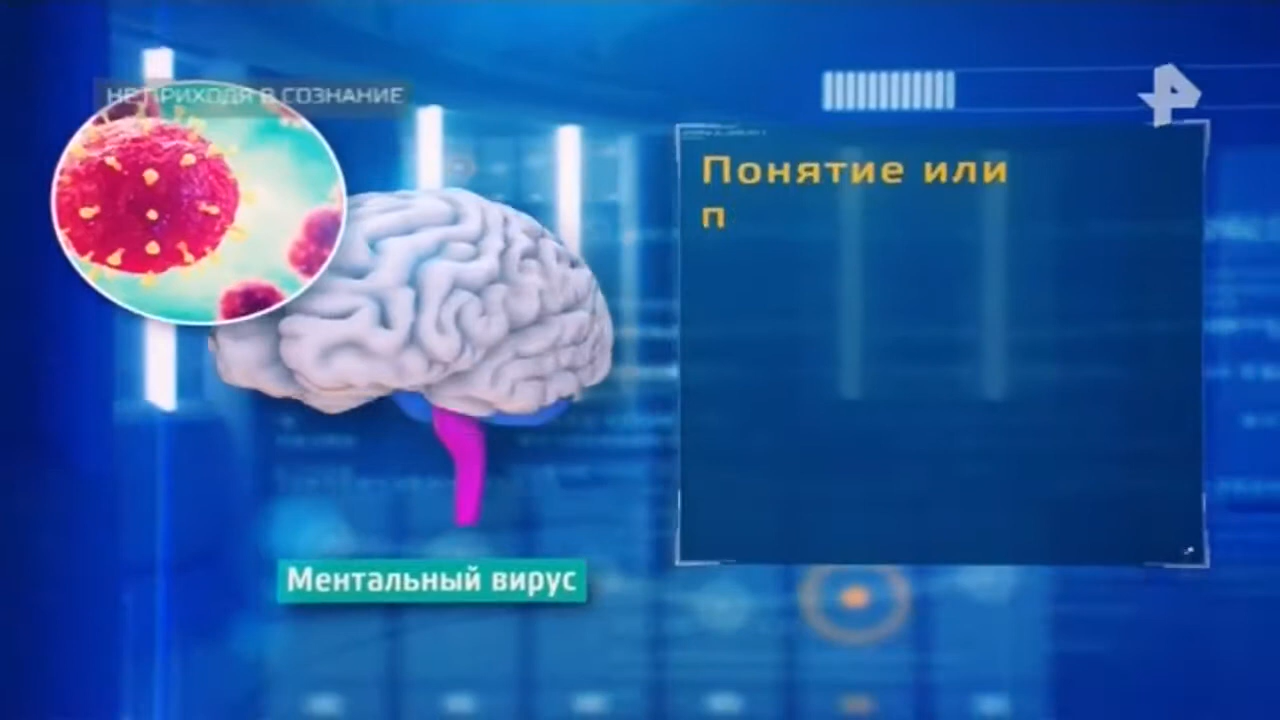 НЕ ПРИХОДЯ В СОЗНАНИЕ
Понятие или
п
Ментальный вирус